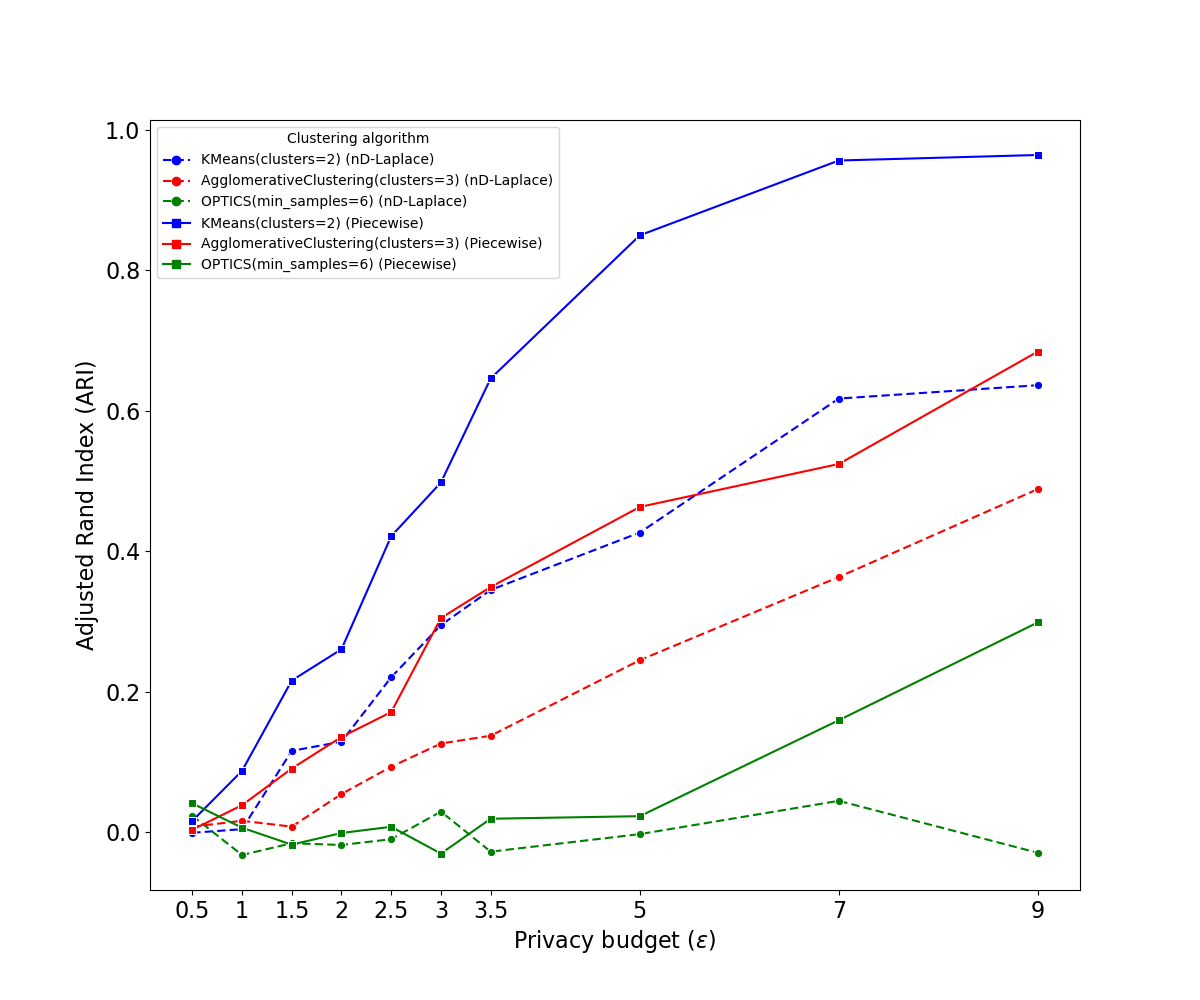 Clustering algorithm
KMeans(clusters=2) (nD-Laplace)
AgglomerativeClustering(clusters=3) (nD-Laplace)
OPTICS(min_samples=6) (nD-Laplace)
KMeans(clusters=2) (Piecewise)
AgglomerativeClustering(clusters=3) (Piecewise)
OPTICS(min_samples=6) (Piecewise)
Adjusted Rand Index (ARI)
1.0
0.8
0.6
0.4
0.2
0.0
0.5 1 1.5 2 2.5 3 3.5 5 7 9
Privacy budget (ε)